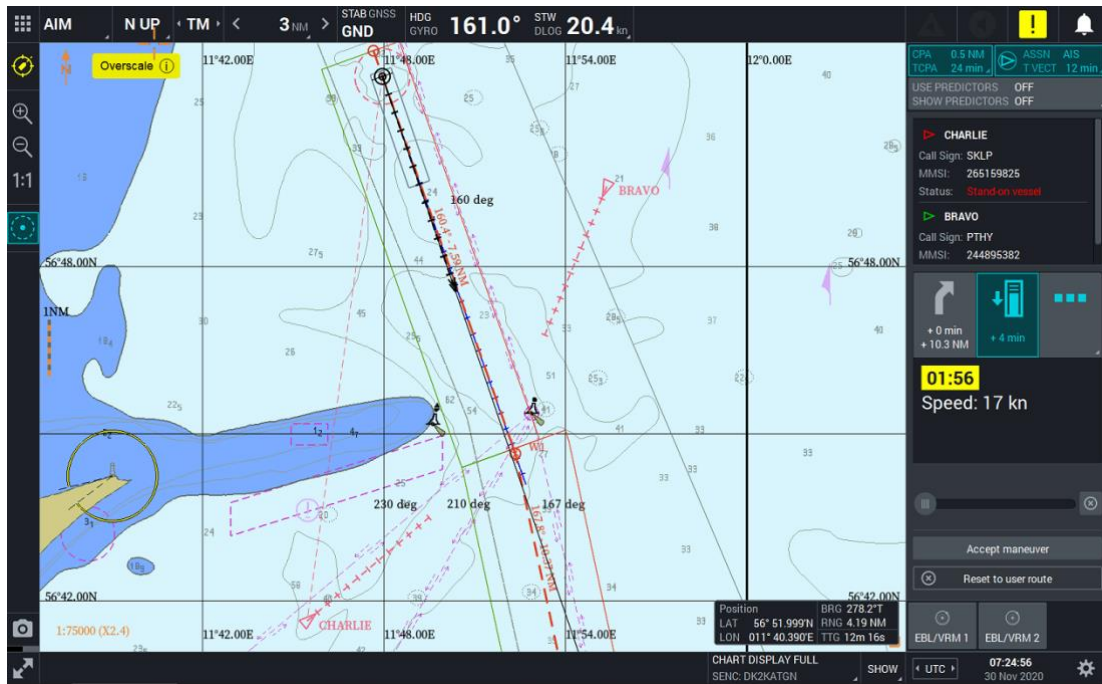 AIM
N UP
TM
3 NM
STAB GNSS
GND
HDG
GYRO
161.0°
STW
DLOG
20.4 kn
Overscale
N
11°42.00E
11°48.00E
11°54.00E
12°0.00E
CPA 0.5 NM
TCPA 24 min
ASSN AIS
T VECT 12 min
USE PREDICTORS OFF
SHOW PREDICTORS OFF
CHARLIE
Call Sign: SKLP
MMSI: 265159825
Status: Stand-on vessel
BRAVO
Call Sign: PTHY
MMSI: 244895382
1:1
BRAVO
160 deg
160.4° - 7.59 NM
56°48.00N
56°48.00N
1NM
+ 0 min
+ 10.3 NM
+ 4 min
01:56
Speed: 17 kn
W1
230 deg
210 deg
167 deg
CHARLIE
56°42.00N
56°42.00N
1:75000 (X2.4)
11°42.00E
11°48.00E
11°54.00E
Position
LAT 56° 51.999'N
LON 011° 40.390'E
BRG 278.2°T
RNG 4.19 NM
TTG 12m 16s
Accept maneuver
Reset to user route
EBL/VRM 1
EBL/VRM 2
CHART DISPLAY FULL
SENC: DK2KATGN
SHOW
UTC
07:24:56
30 Nov 2020